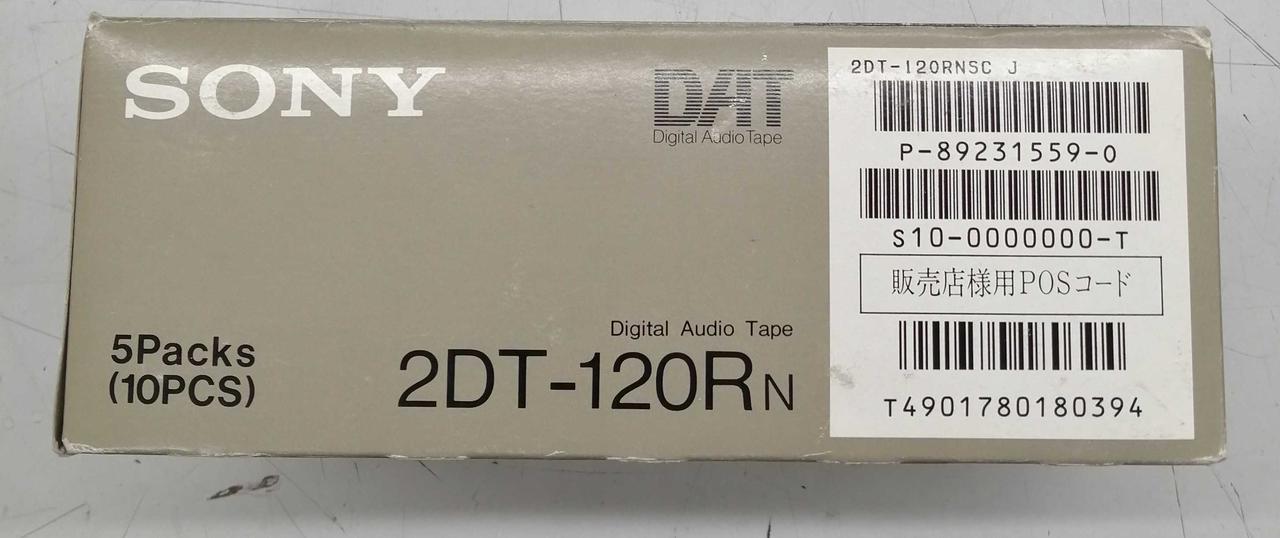 SONY
DAT
Digital Audio Tape
5Packs
(10PCS)
Digital Audio Tape
2DT-120RN
2DT-120RNSC J
P-89231559-0
S10-0000000-T
販売店様用POSコード
T4901780180394